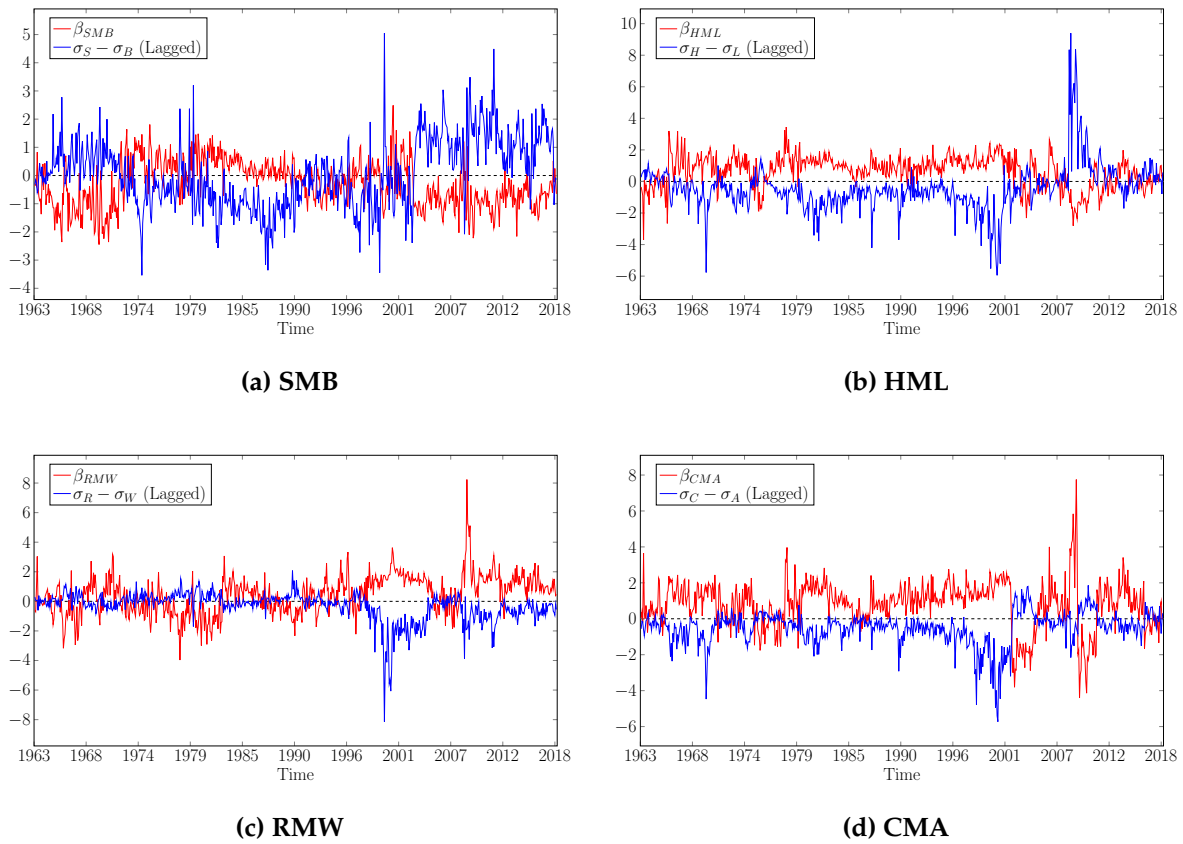 β_SMB
σ_S − σ_B (Lagged)
5
4
3
2
1
0
−1
−2
−3
−4
1963 1968 1974 1979 1985 1990 1996 2001 2007 2012 2018
Time
(a) SMB
β_HML
σ_H − σ_L (Lagged)
10
8
6
4
2
0
−2
−4
−6
1963 1968 1974 1979 1985 1990 1996 2001 2007 2012 2018
Time
(b) HML
β_RMW
σ_R − σ_W (Lagged)
8
6
4
2
0
−2
−4
−6
−8
1963 1968 1974 1979 1985 1990 1996 2001 2007 2012 2018
Time
(c) RMW
β_CMA
σ_C − σ_A (Lagged)
8
6
4
2
0
−2
−4
−6
1963 1968 1974 1979 1985 1990 1996 2001 2007 2012 2018
Time
(d) CMA